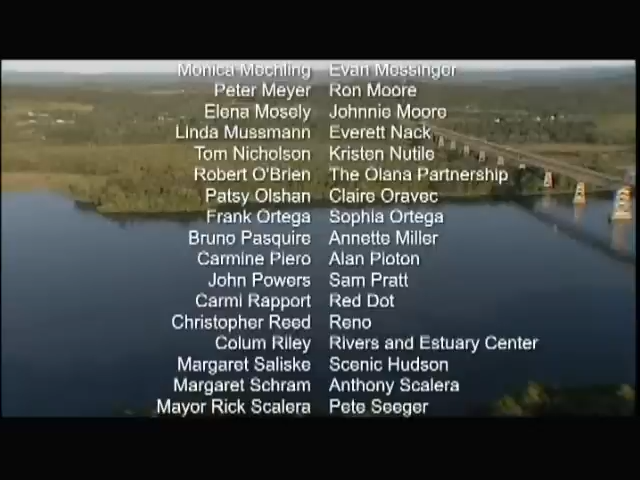 Monica Mechling Evan Messinger
Peter Meyer Ron Moore
Elena Mosely Johnnie Moore
Linda Mussmann Everett Nack
Tom Nicholson Kristen Nutile
Robert O'Brien The Olana Partnership
Patsy Olshan Claire Oravec
Frank Ortega Sophia Ortega
Bruno Pasquire Annette Miller
Carmine Piero Alan Ploton
John Powers Sam Pratt
Carmi Rapport Red Dot
Christopher Reed Reno
Colum Riley Rivers and Estuary Center
Margaret Saliske Scenic Hudson
Margaret Schram Anthony Scalera
Mayor Rick Scalera Pete Seeger